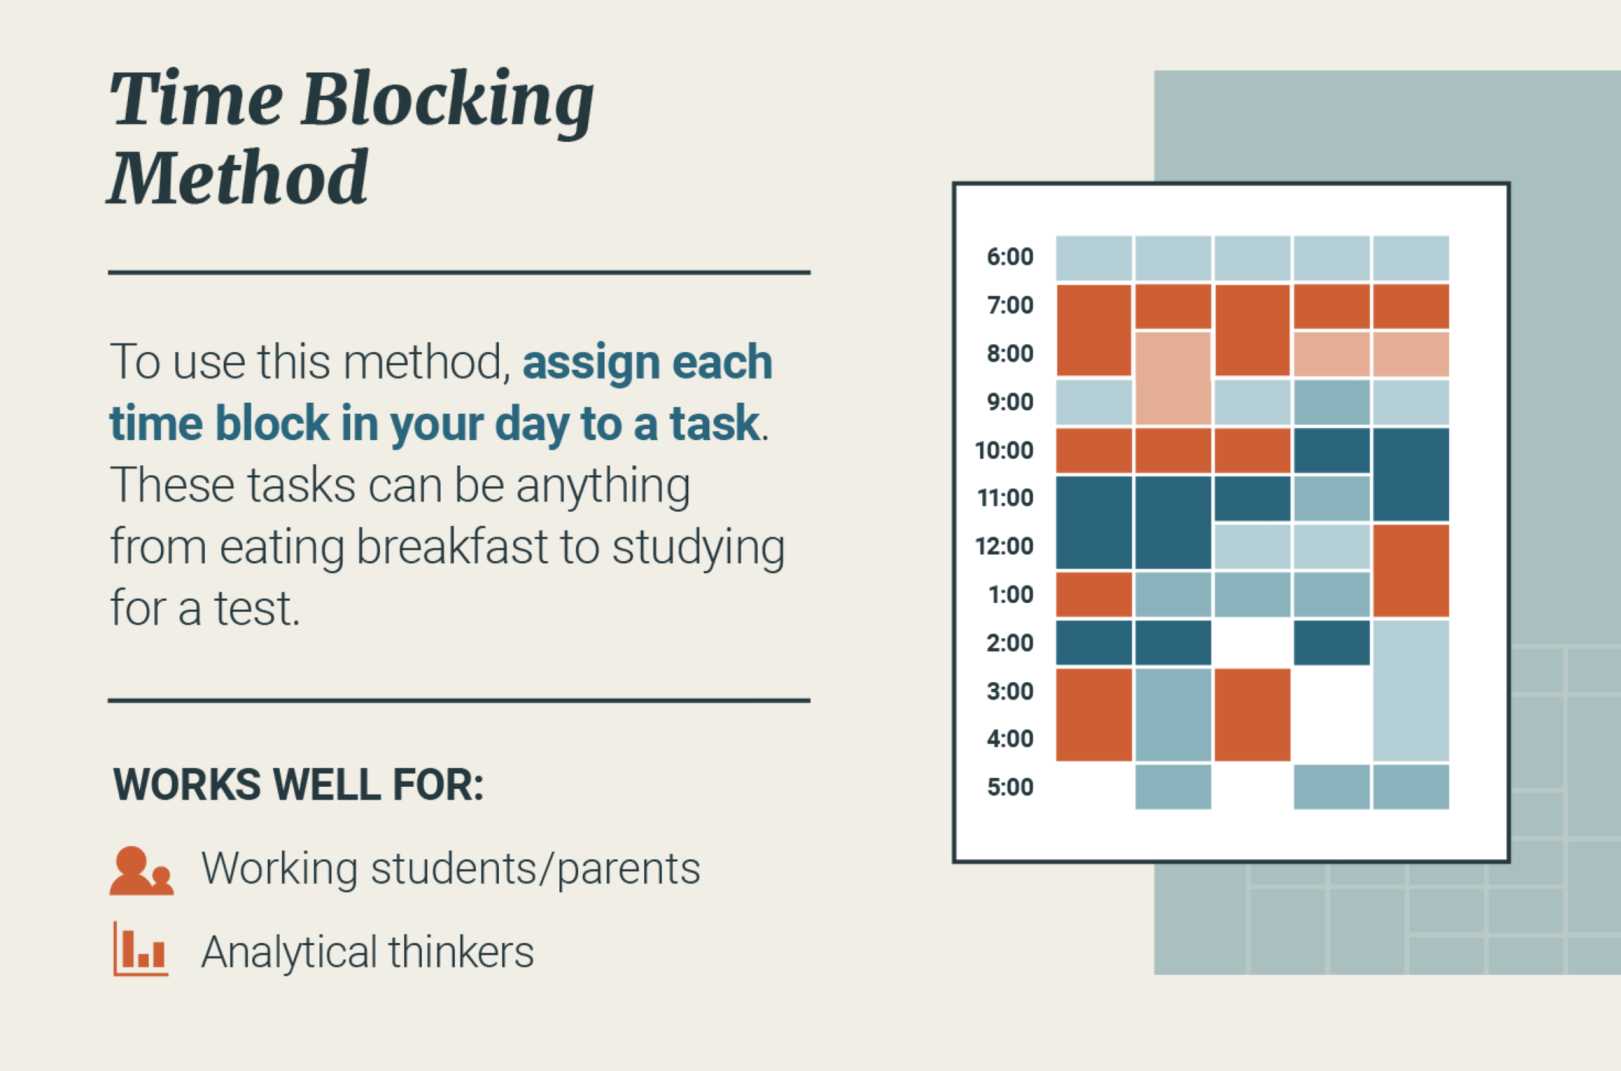 Time Blocking
Method
To use this method, assign each
time block in your day to a task.
These tasks can be anything
from eating breakfast to studying
for a test.
WORKS WELL FOR:
Working students/parents
Analytical thinkers
6:00
7:00
8:00
9:00
10:00
11:00
12:00
1:00
2:00
3:00
4:00
5:00